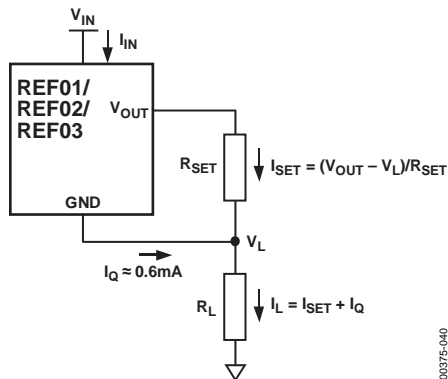 V_IN
I_IN
REF01/
REF02/
REF03
V_OUT
R_SET
I_SET = (V_OUT – V_L)/R_SET
GND
V_L
I_Q ≈ 0.6mA
R_L
I_L = I_SET + I_Q
00375-040